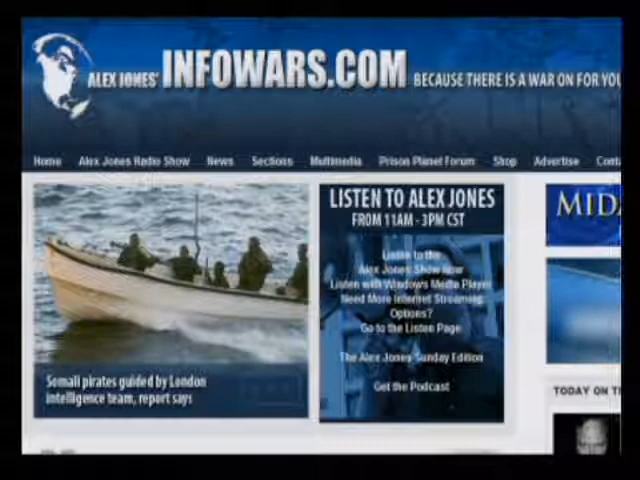 ALEX JONES' INFOWARS.COM BECAUSE THERE IS A WAR ON FOR YOU
Home Alex Jones Radio Show News Sections Multimedia Prison Planet Forum Shop Advertise Cont
LISTEN TO ALEX JONES
FROM 11AM - 3PM CST
Listen to the
Alex Jones Show now
Listen with Windows Media Player
Need More Internet Streaming
Options?
Go to the Listen Page
The Alex Jones Sunday Edition
Get the Podcast
Somali pirates guided by London
intelligence team, report says
MIDA
TODAY ON T